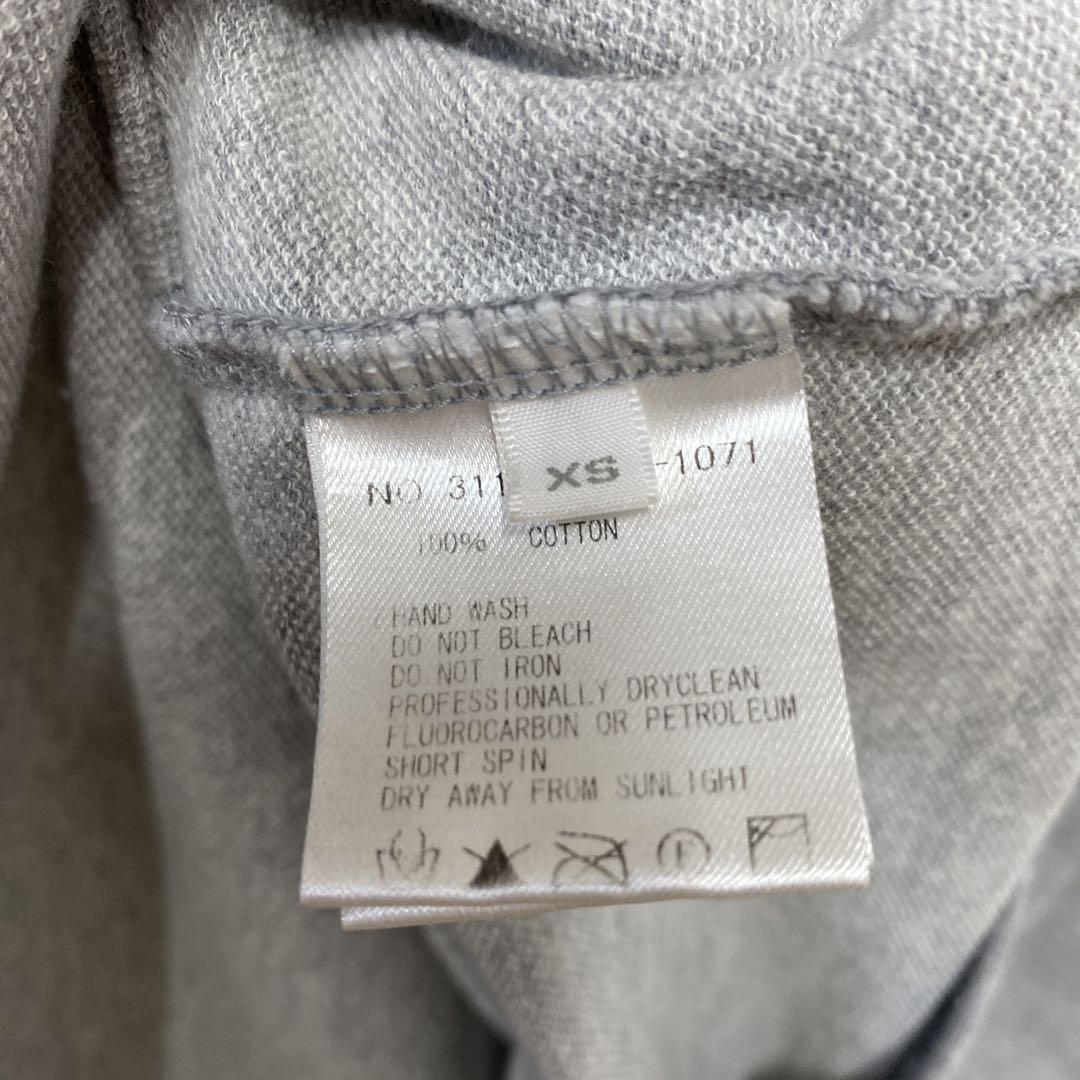 XS
NO 311 -1071
100% COTTON
HAND WASH
DO NOT BLEACH
DO NOT IRON
PROFESSIONALLY DRYCLEAN
FLUOROCARBON OR PETROLEUM
SHORT SPIN
DRY AWAY FROM SUNLIGHT